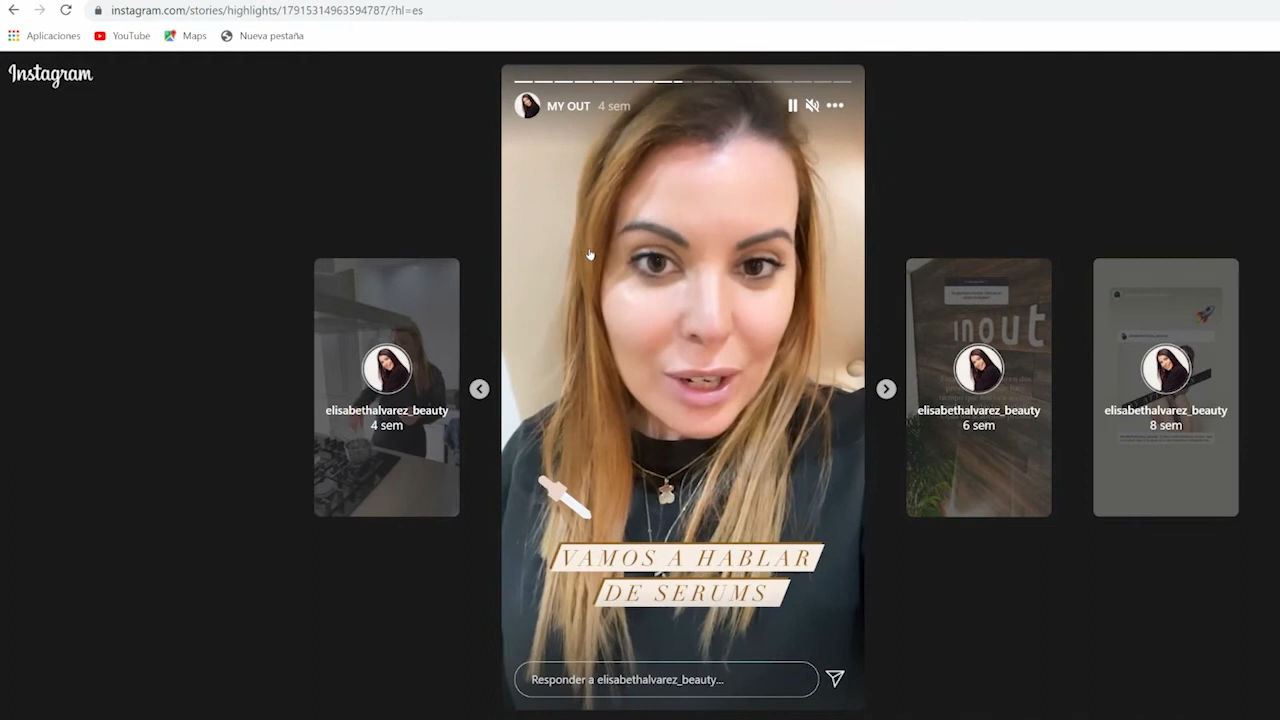 instagram.com/stories/highlights/17915314963594787/?hl=es
Aplicaciones
YouTube
Maps
Nueva pestaña
Instagram
MY OUT 4 sem
elisabethalvarez_beauty
4 sem
inout
elisabethalvarez_beauty
6 sem
elisabethalvarez_beauty
8 sem
VAMOS A HABLAR
DE SERUMS
Responder a elisabethalvarez_beauty...